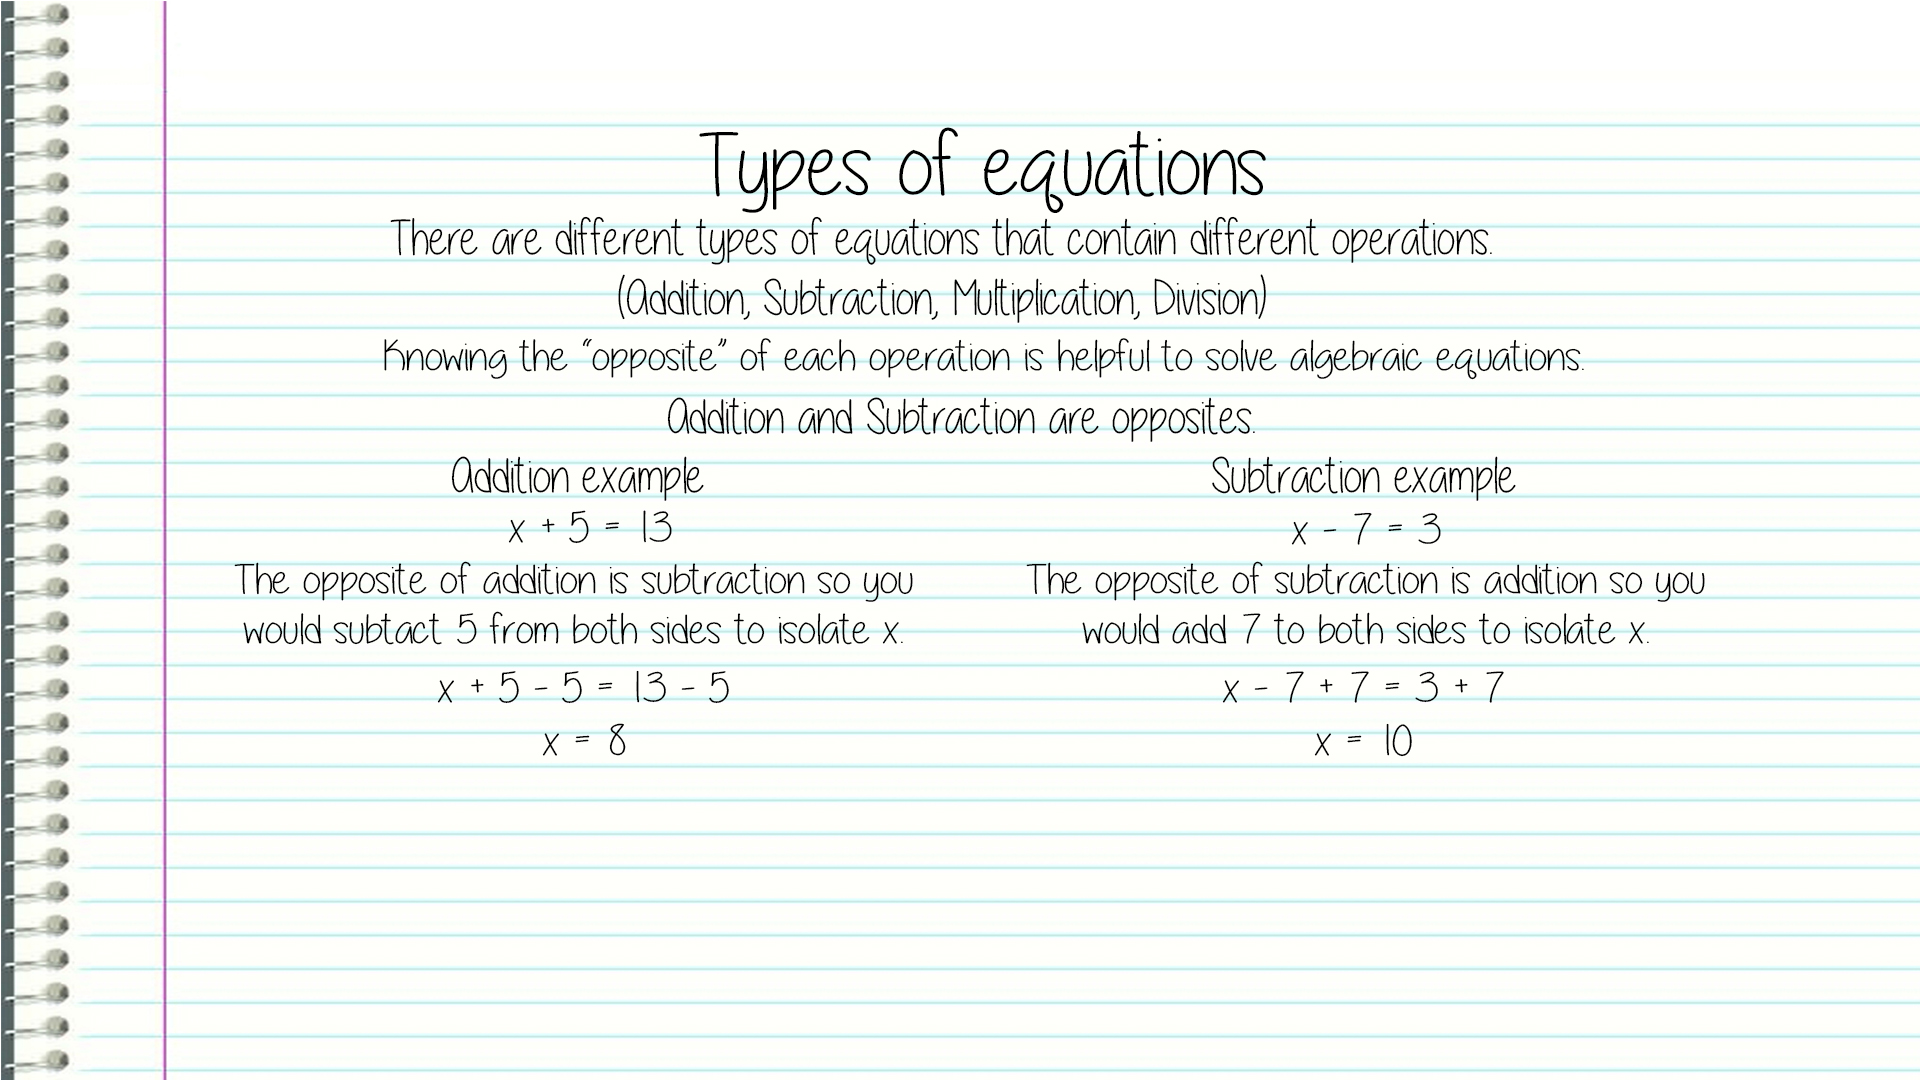 Types of equations
There are different types of equations that contain different operations.
(Addition, Subtraction, Multiplication, Division)
Knowing the “opposite” of each operation is helpful to solve algebraic equations.
Addition and Subtraction are opposites.
Addition example
x + 5 = 13
The opposite of addition is subtraction so you
would subtact 5 from both sides to isolate x.
x + 5 - 5 = 13 - 5
x = 8
Subtraction example
x - 7 = 3
The opposite of subtraction is addition so you
would add 7 to both sides to isolate x.
x - 7 + 7 = 3 + 7
x = 10